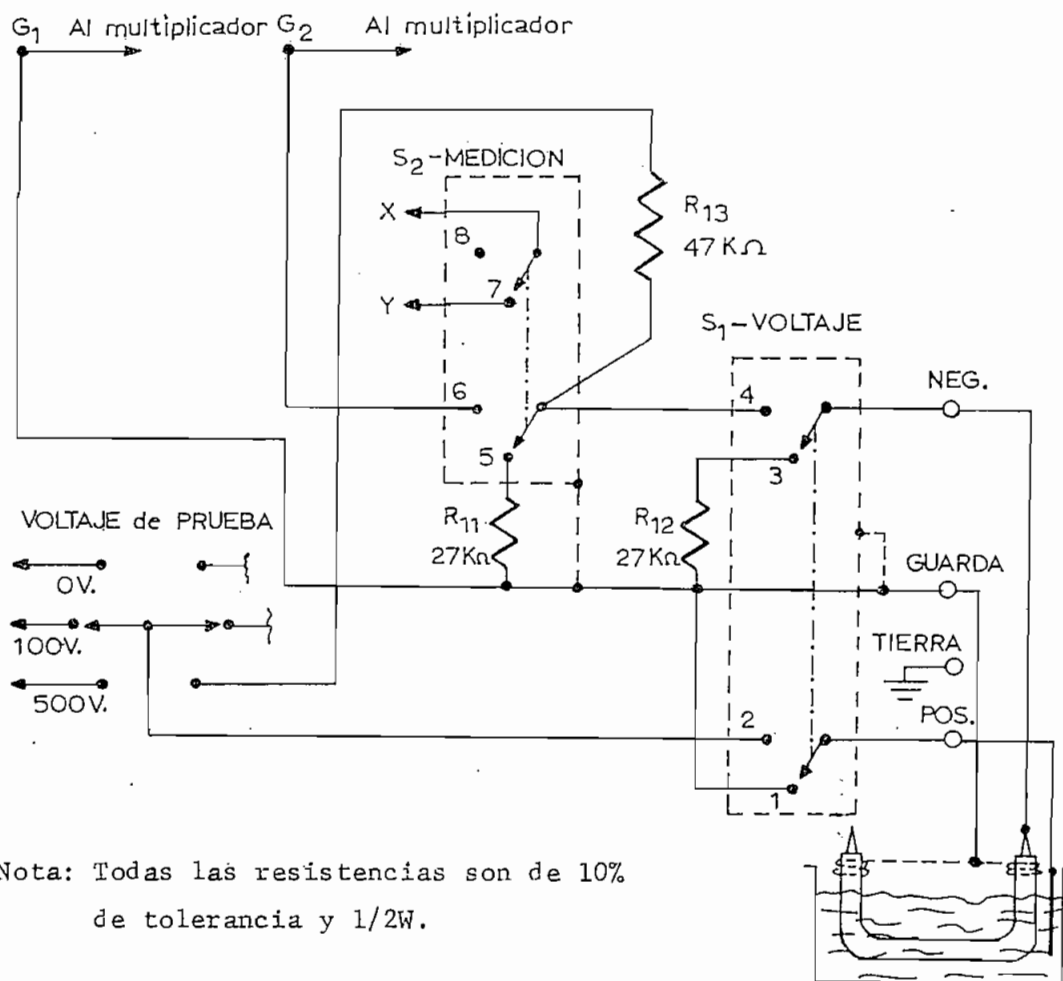 G1 Al multiplicador G2 Al multiplicador
S2-MEDICION
X
8
R13
47 KΩ
7
Y
S1-VOLTAJE
6
4
NEG.
5
3
VOLTAJE de PRUEBA
R11
27KΩ
R12
27KΩ
0V.
GUARDA
100V.
TIERRA
500V.
2
POS.
1
Nota: Todas las resistencias son de 10%
de tolerancia y 1/2W.